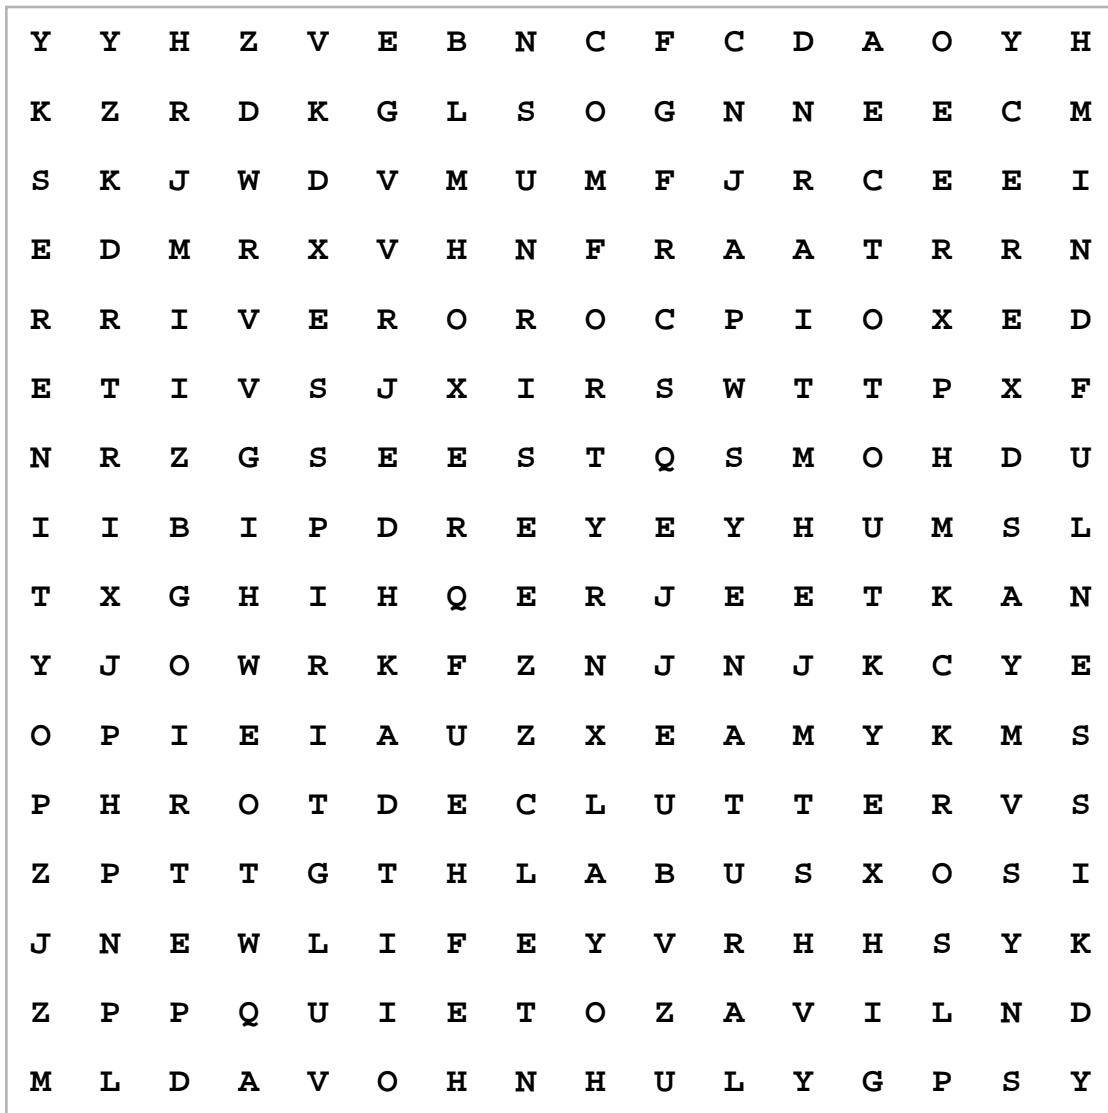 Y Y H Z V E B N C F C D A O Y H
K Z R D K G L S O G N N E E C M
S K J W D V M U M F J R C E E I
E D M R X V H N F R A A T R R N
R R I V E R O R O C P I O X E D
E T I V S J X I R S W T T P X F
N R Z G S E E S T Q S M O H D U
I I B I P D R E Y E Y H U M S L
T X G H I H Q E R J E E T K A N
Y J O W R K F Z N J N J K C Y E
O P I E I A U Z X E A M Y K M S
P H R O T D E C L U T T E R V S
Z P T T G T H L A B U S X O S I
J N E W L I F E Y V R H H S Y K
Z P P Q U I E T O Z A V I L N D
M L D A V O H N H U L Y G P S Y